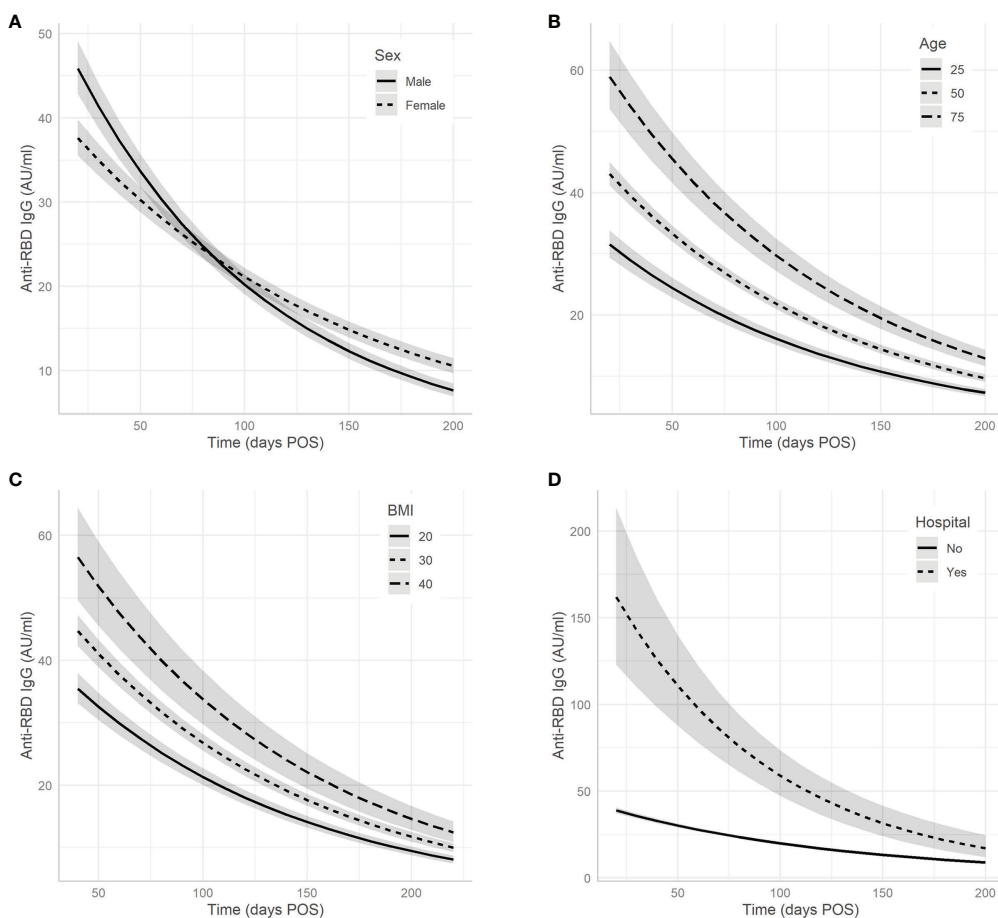 A
Sex
Male
Female
Anti-RBD IgG (AU/ml)
50
40
30
20
10
50
100
150
200
Time (days POS)
B
Age
25
50
75
Anti-RBD IgG (AU/ml)
60
40
20
50
100
150
200
Time (days POS)
C
BMI
20
30
40
Anti-RBD IgG (AU/ml)
60
40
20
50
100
150
200
Time (days POS)
D
Hospital
No
Yes
Anti-RBD IgG (AU/ml)
200
150
100
50
0
50
100
150
200
Time (days POS)